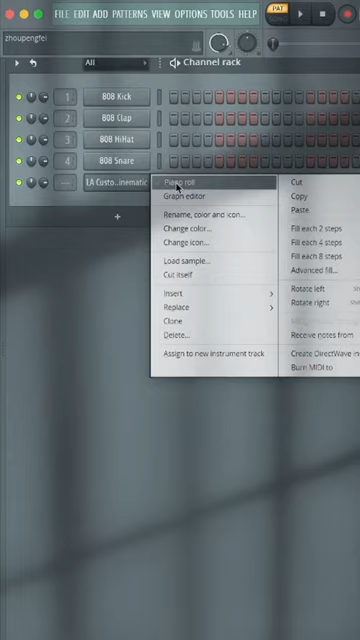 FILE EDIT ADD PATTERNS VIEW OPTIONS TOOLS HELP
PAT
zhoupengfei
All
Channel rack
1 808 Kick
2 808 Clap
3 808 HiHat
4 808 Snare
LA Custo..inematic
Piano roll
Graph editor
Rename, color and icon...
Change color...
Change icon...
Load sample...
Cut itself
Insert
Replace
Clone
Delete...
Assign to new instrument track
Cut
Copy
Paste
Fill each 2 steps
Fill each 4 steps
Fill each 8 steps
Advanced fill...
Rotate left
Rotate right
Receive notes from
Create DirectWave in
Burn MIDI to